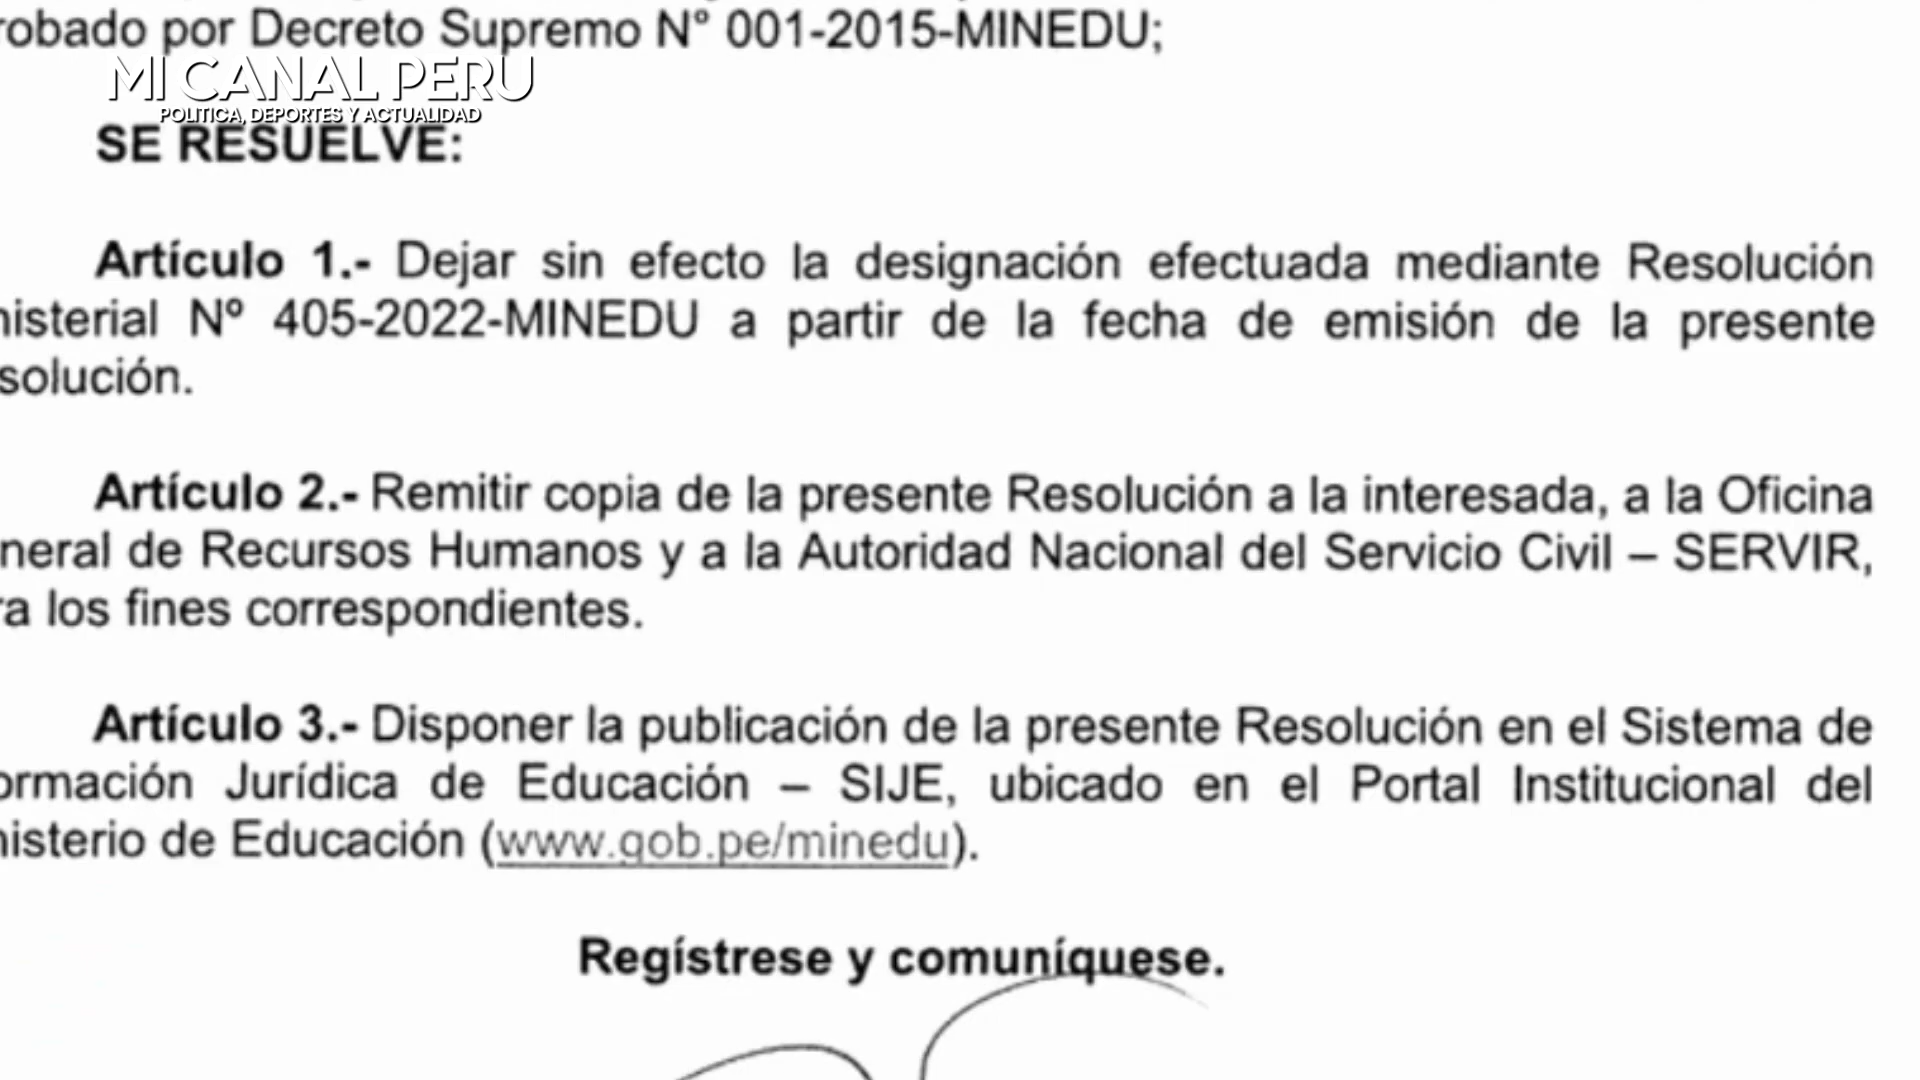 robado por Decreto Supremo N° 001-2015-MINEDU;
MI CANAL PERU
POLITICA, DEPORTES Y ACTUALIDAD
SE RESUELVE:
Artículo 1.- Dejar sin efecto la designación efectuada mediante Resolución
nisterial Nº 405-2022-MINEDU a partir de la fecha de emisión de la presente
solución.
Artículo 2.- Remitir copia de la presente Resolución a la interesada, a la Oficina
neral de Recursos Humanos y a la Autoridad Nacional del Servicio Civil – SERVIR,
ra los fines correspondientes.
Artículo 3.- Disponer la publicación de la presente Resolución en el Sistema de
ormación Jurídica de Educación – SIJE, ubicado en el Portal Institucional del
nisterio de Educación (www.gob.pe/minedu).
Regístrese y comuníquese.